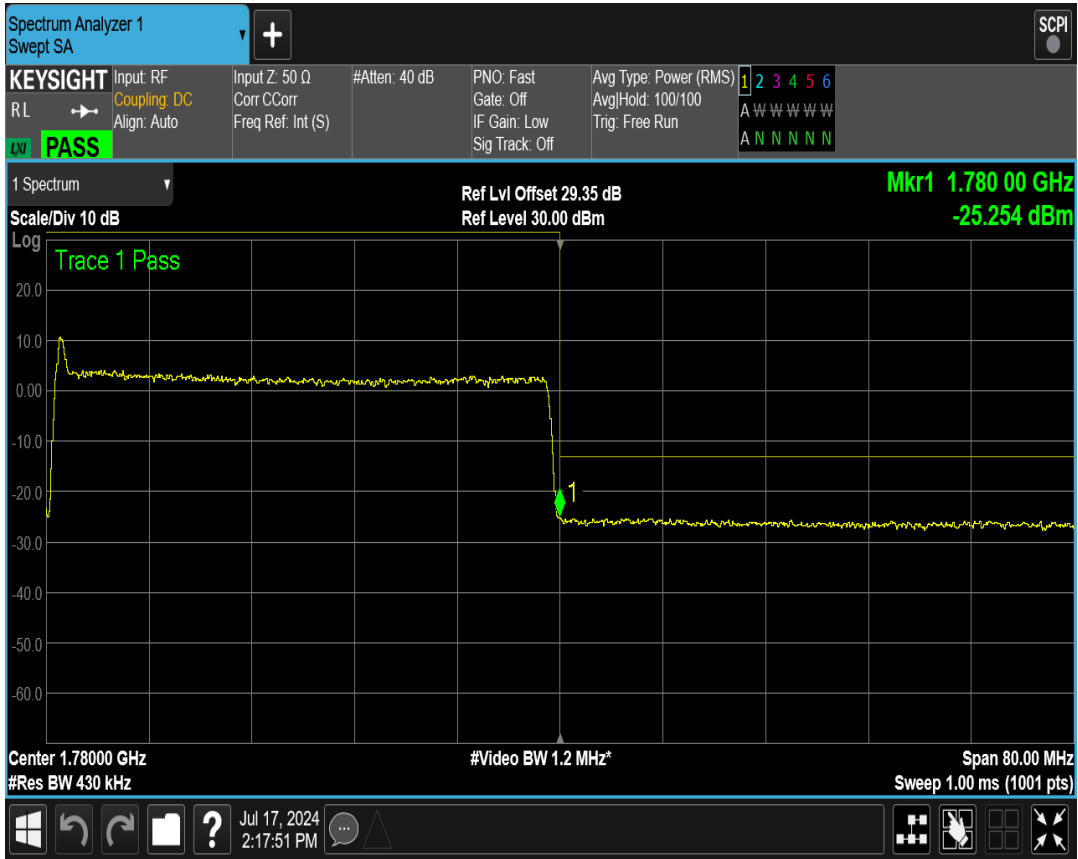 Spectrum Analyzer 1
Swept SA
SCPI
KEYSIGHT
R L
LXI PASS
Input: RF
Coupling: DC
Align: Auto
Input Z: 50 Ω
Corr CCorr
Freq Ref: Int (S)
#Atten: 40 dB
PNO: Fast
Gate: Off
IF Gain: Low
Sig Track: Off
Avg Type: Power (RMS)
Avg|Hold: 100/100
Trig: Free Run
1 2 3 4 5 6
A W W W W W
A N N N N N
1 Spectrum
Scale/Div 10 dB
Ref Lvl Offset 29.35 dB
Ref Level 30.00 dBm
Mkr1 1.780 00 GHz
-25.254 dBm
Log
Trace 1 Pass
20.0
10.0
0.00
-10.0
-20.0
1
-30.0
-40.0
-50.0
-60.0
Center 1.78000 GHz
#Video BW 1.2 MHz*
Span 80.00 MHz
#Res BW 430 kHz
Sweep 1.00 ms (1001 pts)
Jul 17, 2024
2:17:51 PM